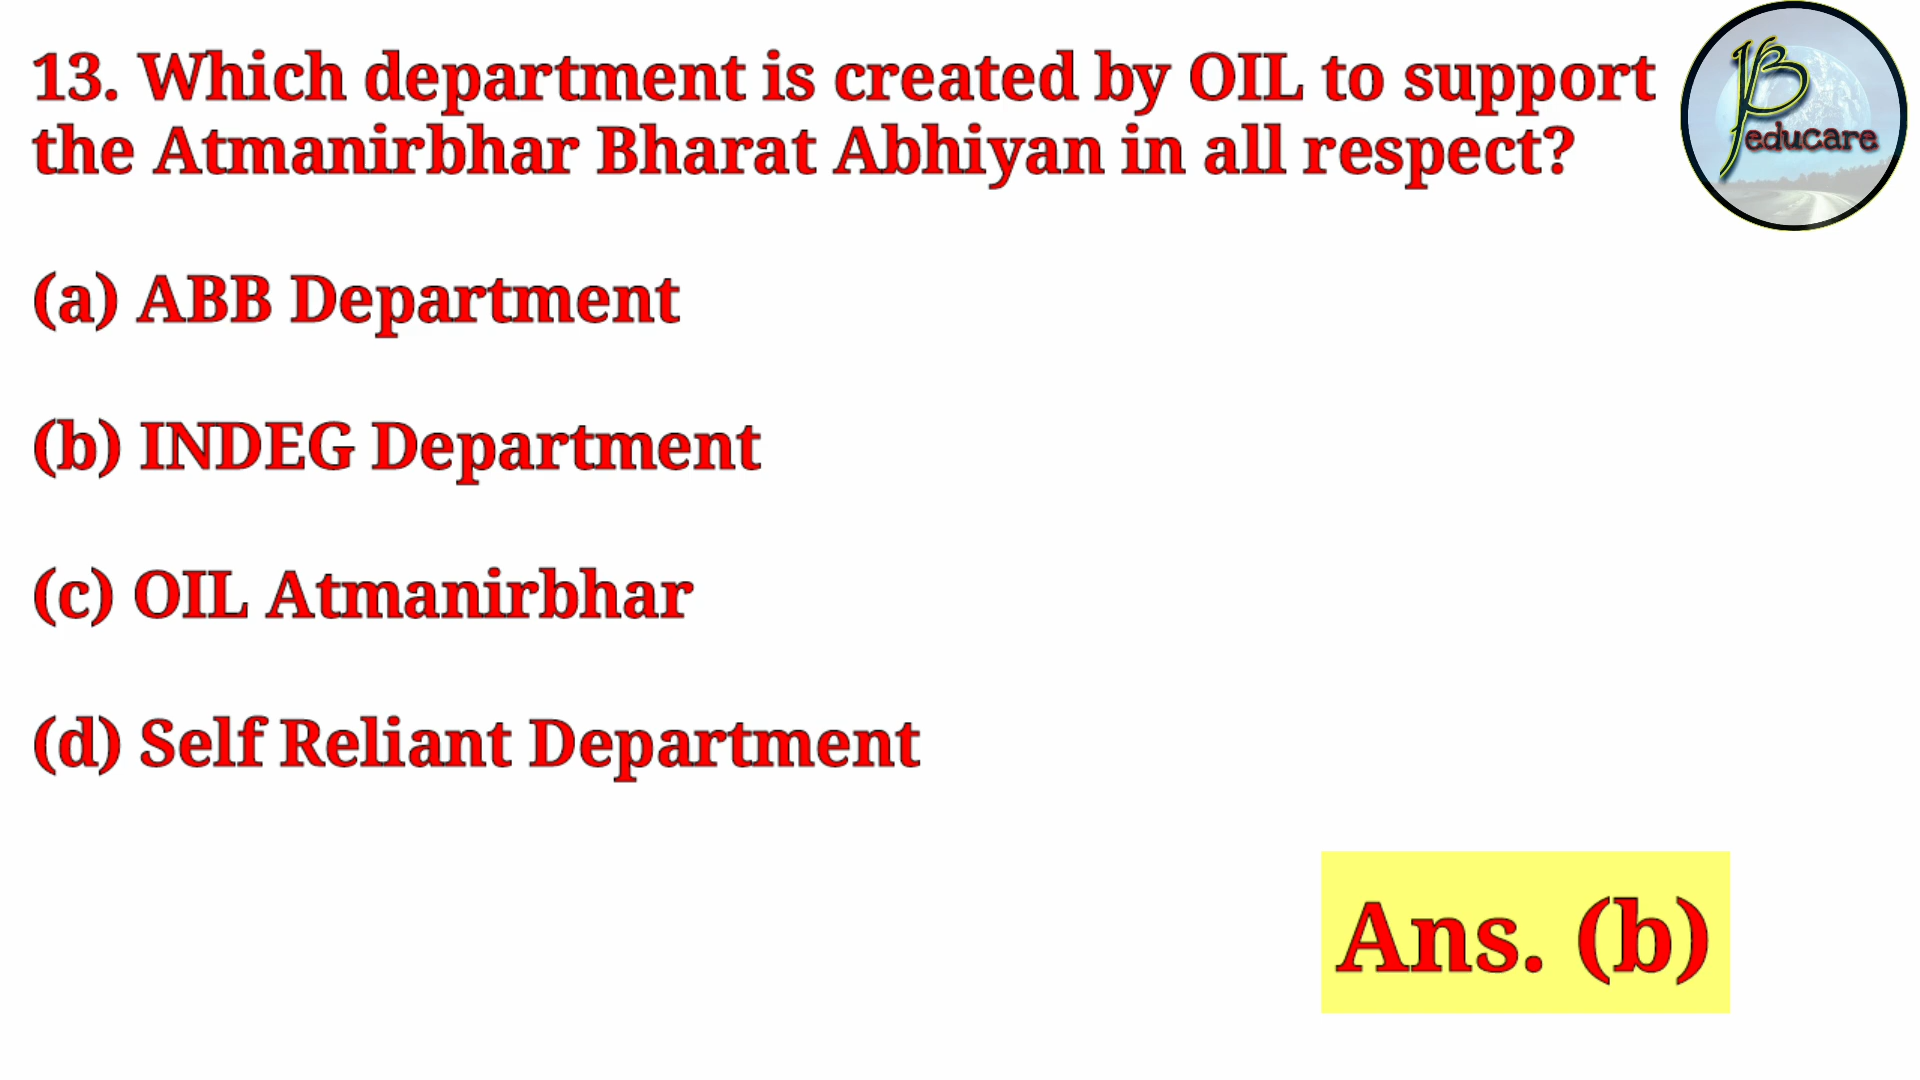 13. Which department is created by OIL to support
the Atmanirbhar Bharat Abhiyan in all respect?
(a) ABB Department
(b) INDEG Department
(c) OIL Atmanirbhar
(d) Self Reliant Department
Ans. (b)
educare